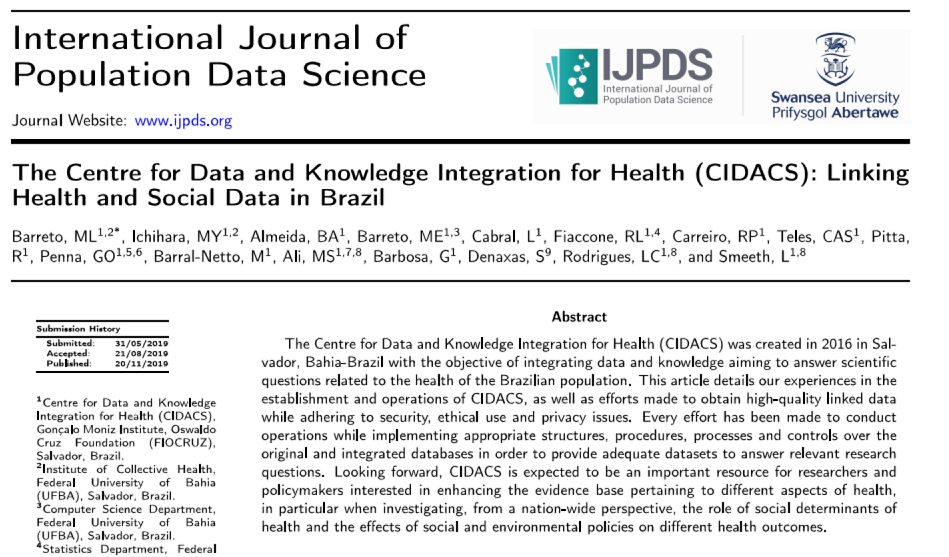 International Journal of
Population Data Science
Journal Website: www.ijpds.org
IJPDS
International Journal of
Population Data Science
Swansea University
Prifysgol Abertawe
The Centre for Data and Knowledge Integration for Health (CIDACS): Linking
Health and Social Data in Brazil
Barreto, ML1,2*, Ichihara, MY1,2, Almeida, BA1, Barreto, ME1,3, Cabral, L1, Fiaccone, RL1,4, Carreiro, RP1, Teles, CAS1, Pitta,
R1, Penna, GO1,5,6, Barral-Netto, M1, Ali, MS1,7,8, Barbosa, G1, Denaxas, S9, Rodrigues, LC1,8, and Smeeth, L1,8
Submission History
Submitted: 31/05/2019
Accepted: 21/08/2019
Published: 20/11/2019
1Centre for Data and Knowledge
Integration for Health (CIDACS),
Gonçalo Moniz Institute, Oswaldo
Cruz Foundation (FIOCRUZ),
Salvador, Brazil.
2Institute of Collective Health,
Federal University of Bahia
(UFBA), Salvador, Brazil.
3Computer Science Department,
Federal University of Bahia
(UFBA), Salvador, Brazil.
4Statistics Department, Federal
Abstract
The Centre for Data and Knowledge Integration for Health (CIDACS) was created in 2016 in Sal-
vador, Bahia-Brazil with the objective of integrating data and knowledge aiming to answer scientific
questions related to the health of the Brazilian population. This article details our experiences in the
establishment and operations of CIDACS, as well as efforts made to obtain high-quality linked data
while adhering to security, ethical use and privacy issues. Every effort has been made to conduct
operations while implementing appropriate structures, procedures, processes and controls over the
original and integrated databases in order to provide adequate datasets to answer relevant research
questions. Looking forward, CIDACS is expected to be an important resource for researchers and
policymakers interested in enhancing the evidence base pertaining to different aspects of health,
in particular when investigating, from a nation-wide perspective, the role of social determinants of
health and the effects of social and environmental policies on different health outcomes.